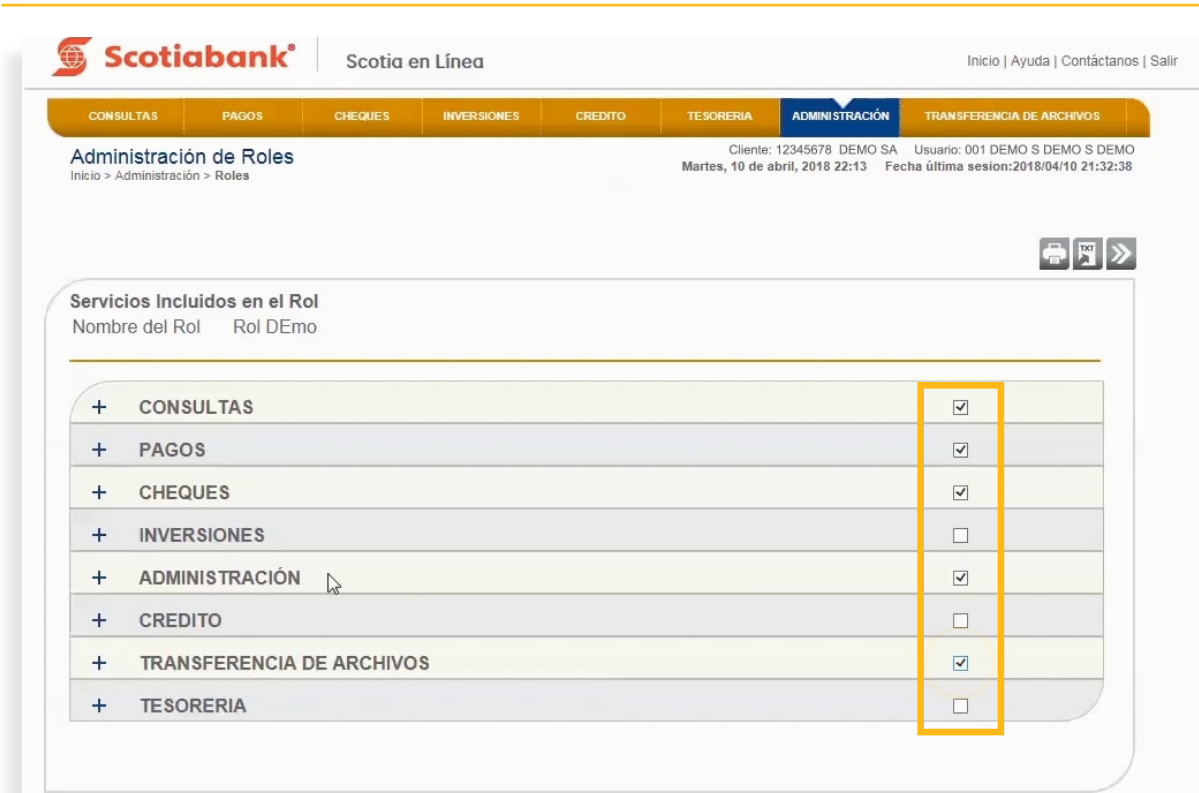 Scotiabank® Scotia en Línea Inicio | Ayuda | Contáctanos | Salir
CONSULTAS PAGOS CHEQUES INVERSIONES CREDITO TESORERIA ADMINISTRACIÓN TRANSFERENCIA DE ARCHIVOS
Administración de Roles Cliente: 12345678 DEMO SA Usuario: 001 DEMO S DEMO S DEMO
Inicio > Administración > Roles Martes, 10 de abril, 2018 22:13 Fecha última sesion:2018/04/10 21:32:38
TXT
Servicios Incluidos en el Rol
Nombre del Rol Rol DEmo
+ CONSULTAS
+ PAGOS
+ CHEQUES
+ INVERSIONES
+ ADMINISTRACIÓN
+ CREDITO
+ TRANSFERENCIA DE ARCHIVOS
+ TESORERIA